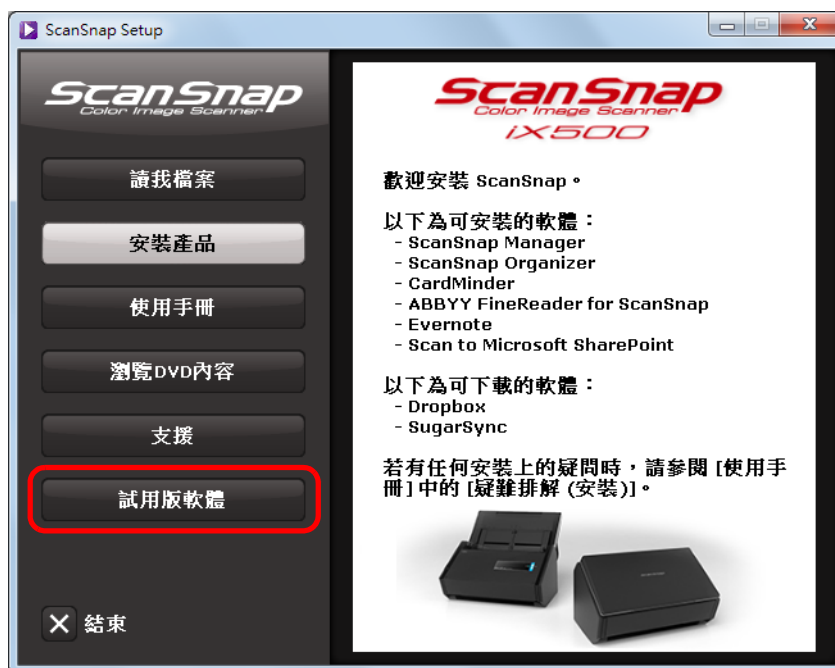 ScanSnap Setup
ScanSnap
Color Image Scanner
讀我檔案
安裝產品
使用手冊
瀏覽DVD內容
支援
試用版軟體
結束
ScanSnap
Color Image Scanner
iX500
歡迎安裝 ScanSnap。
以下為可安裝的軟體：
- ScanSnap Manager
- ScanSnap Organizer
- CardMinder
- ABBYY FineReader for ScanSnap
- Evernote
- Scan to Microsoft SharePoint
以下為可下載的軟體：
- Dropbox
- SugarSync
若有任何安裝上的疑問時，請參閱 [使用手
冊] 中的 [疑難排解 (安裝)]。